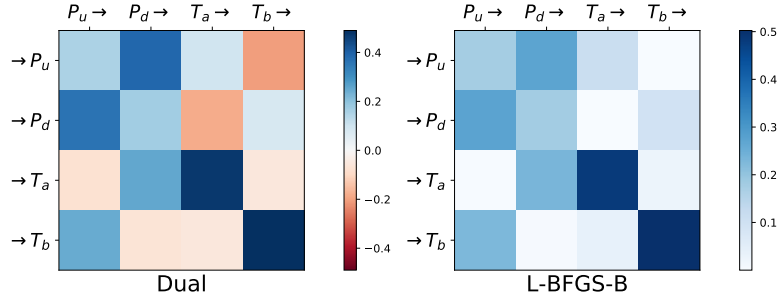 P_u → P_d → T_a → T_b →
→ P_u
→ P_d
→ T_a
→ T_b
0.4
0.2
0.0
−0.2
−0.4
Dual
P_u → P_d → T_a → T_b →
→ P_u
→ P_d
→ T_a
→ T_b
0.5
0.4
0.3
0.2
0.1
L-BFGS-B